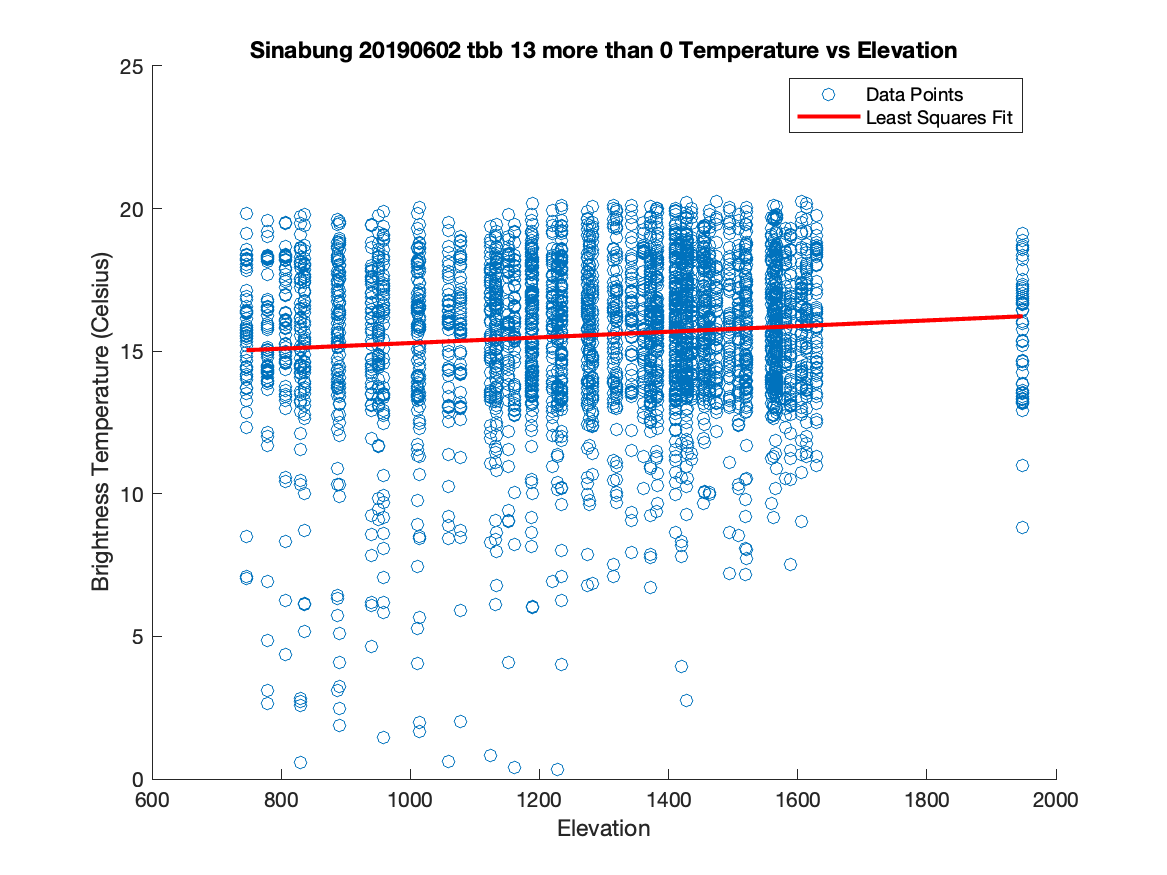 Sinabung 20190602 tbb 13 more than 0 Temperature vs Elevation
25
Data Points
Least Squares Fit
20
15
10
5
0
Brightness Temperature (Celsius)
600 800 1000 1200 1400 1600 1800 2000
Elevation